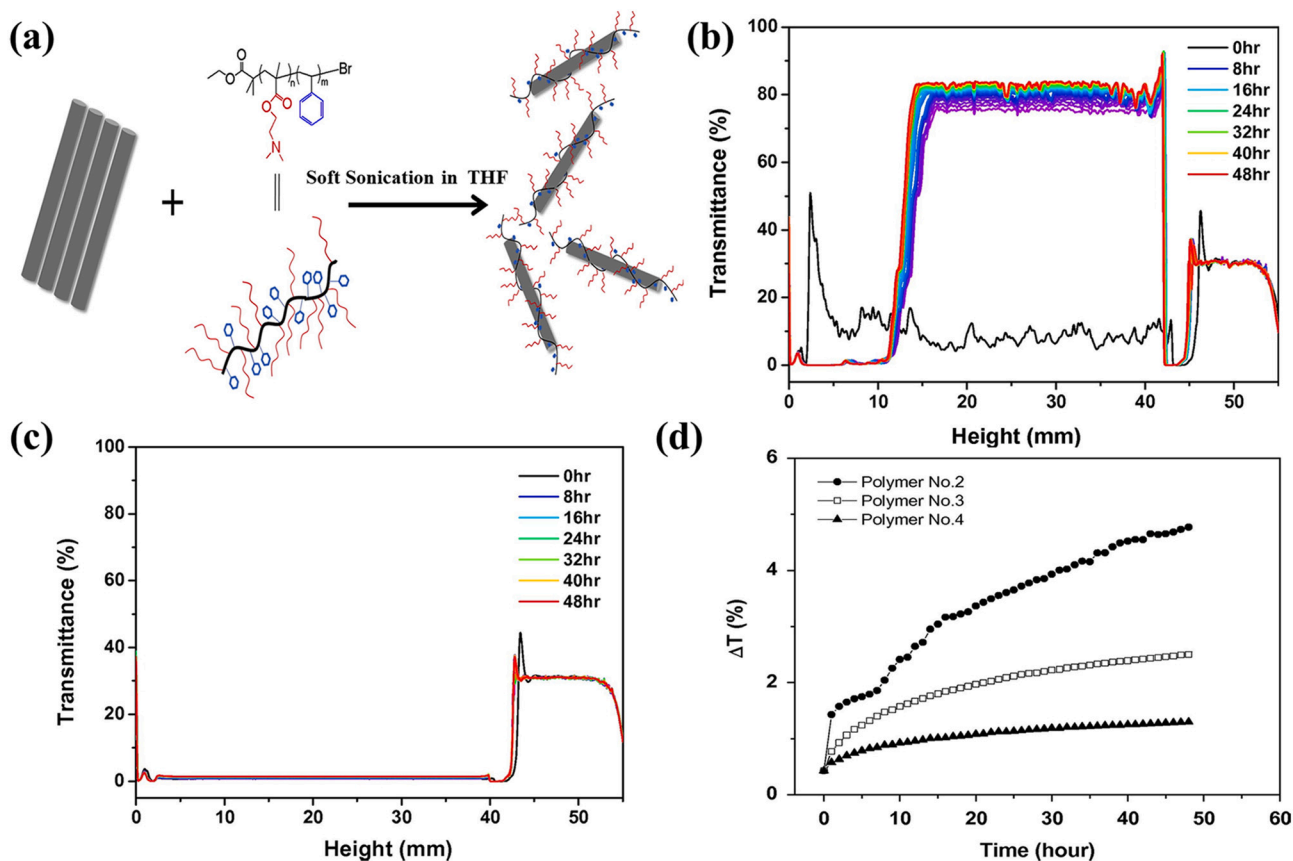 (a)
O
O
Br
n
m
O
O
N
+
Soft Sonication in THF
(b)
Transmittance (%)
100
80
60
40
20
0
0hr
8hr
16hr
24hr
32hr
40hr
48hr
0 10 20 30 40 50
Height (mm)
(c)
Transmittance (%)
100
80
60
40
20
0
0hr
8hr
16hr
24hr
32hr
40hr
48hr
0 10 20 30 40 50
Height (mm)
(d)
ΔT (%)
6
4
2
0
Polymer No.2
Polymer No.3
Polymer No.4
0 10 20 30 40 50 60
Time (hour)